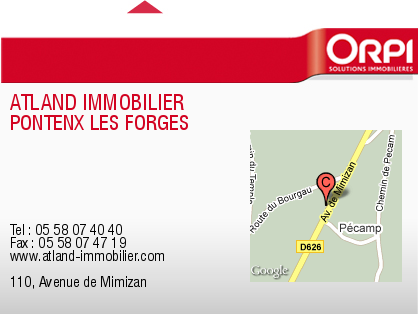 ORPI
SOLUTIONS IMMOBILIÈRES
ATLAND IMMOBILIER
PONTENX LES FORGES
Tel : 05 58 07 40 40
Fax : 05 58 07 47 19
www.atland-immobilier.com
110, Avenue de Mimizan
C
Route du Bourgau
Av. de Mimizan
Chemin de Pecam
Pécamp
D626
Google